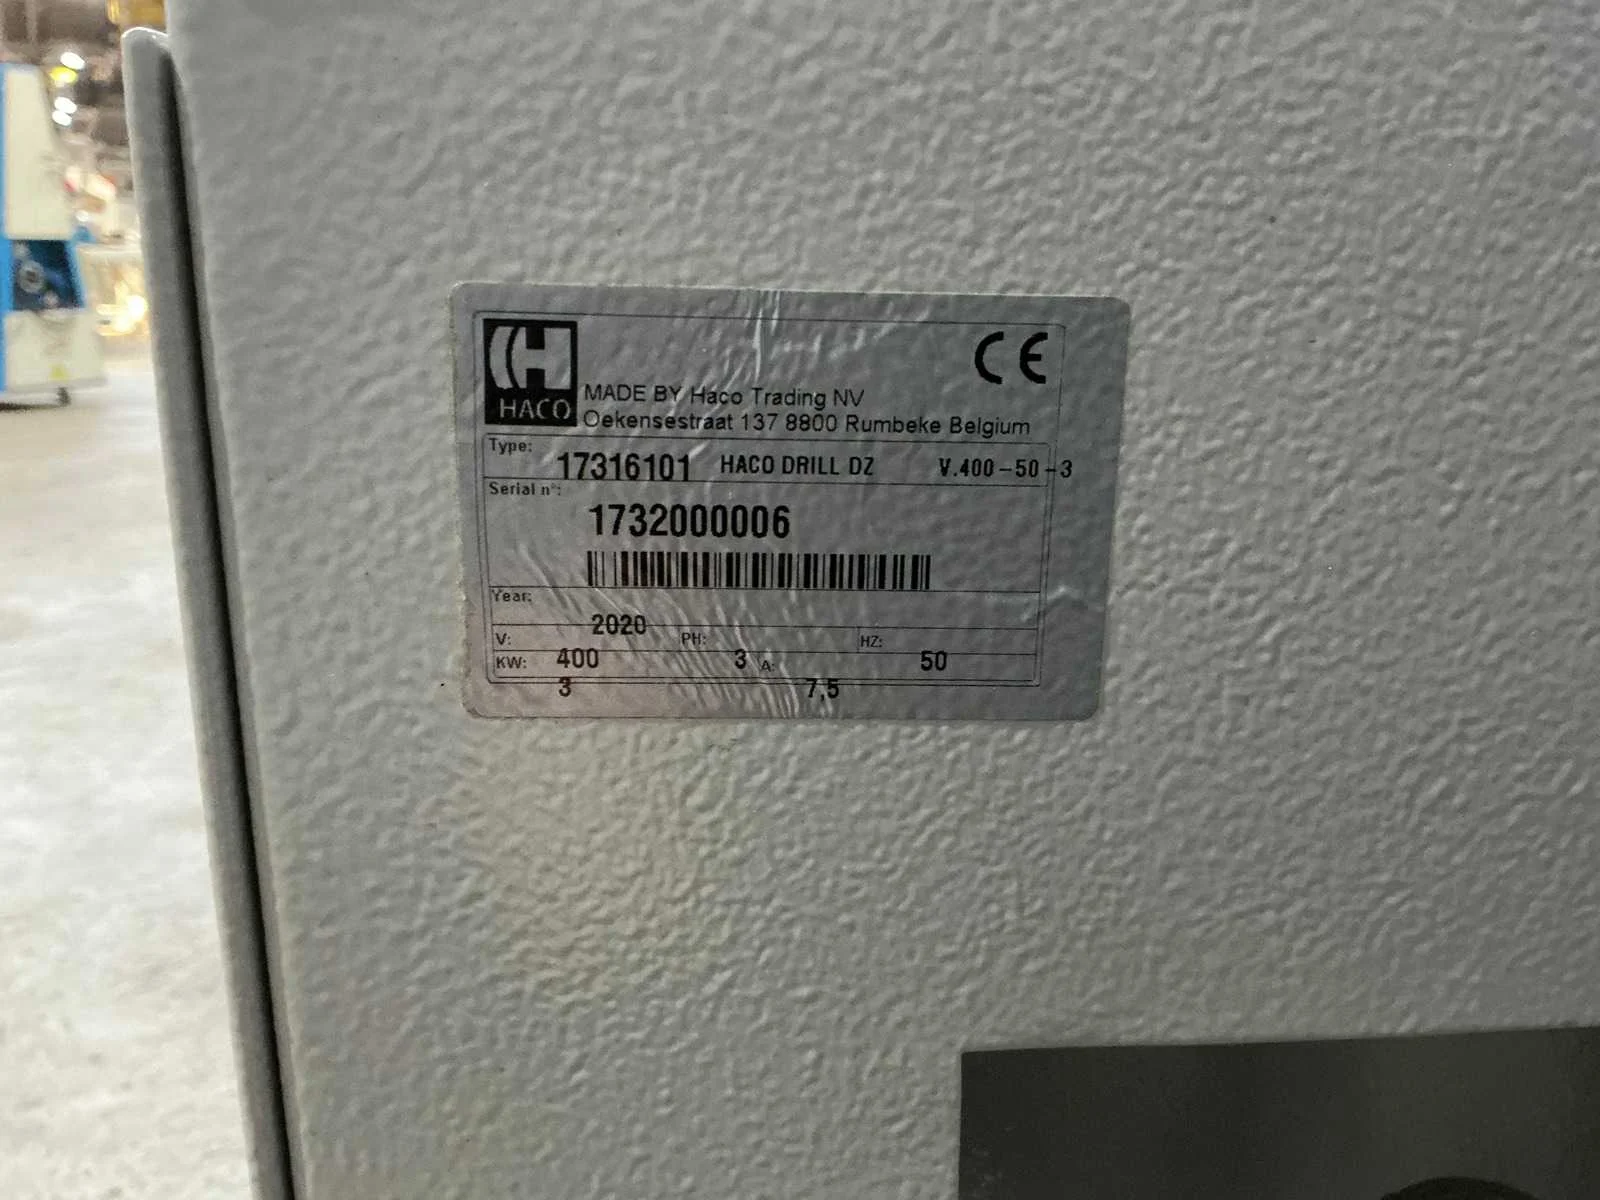 CE
HACO
MADE BY Haco Trading NV
Oekensestraat 137 8800 Rumbeke Belgium
Type: 17316101 HACO DRILL DZ V.400-50-3
Serial n°:
1732000006
Year: 2020
V: 400 PH: 3 HZ: 50
KW: 3 A: 7,5